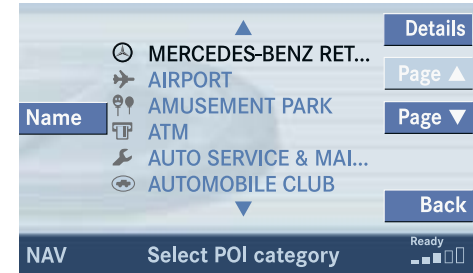 Details
MERCEDES-BENZ RET...
AIRPORT
Page
AMUSEMENT PARK
Name
Page
ATM
AUTO SERVICE & MAI...
AUTOMOBILE CLUB
Back
NAV
Select POI category
Ready